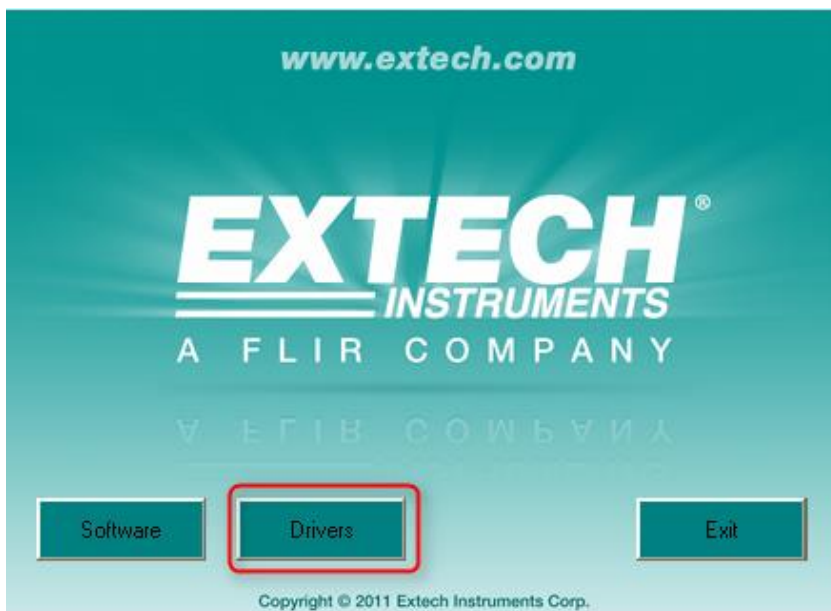 www.extech.com
EXTECH®
INSTRUMENTS
A FLIR COMPANY
Software
Drivers
Exit
Copyright © 2011 Extech Instruments Corp.